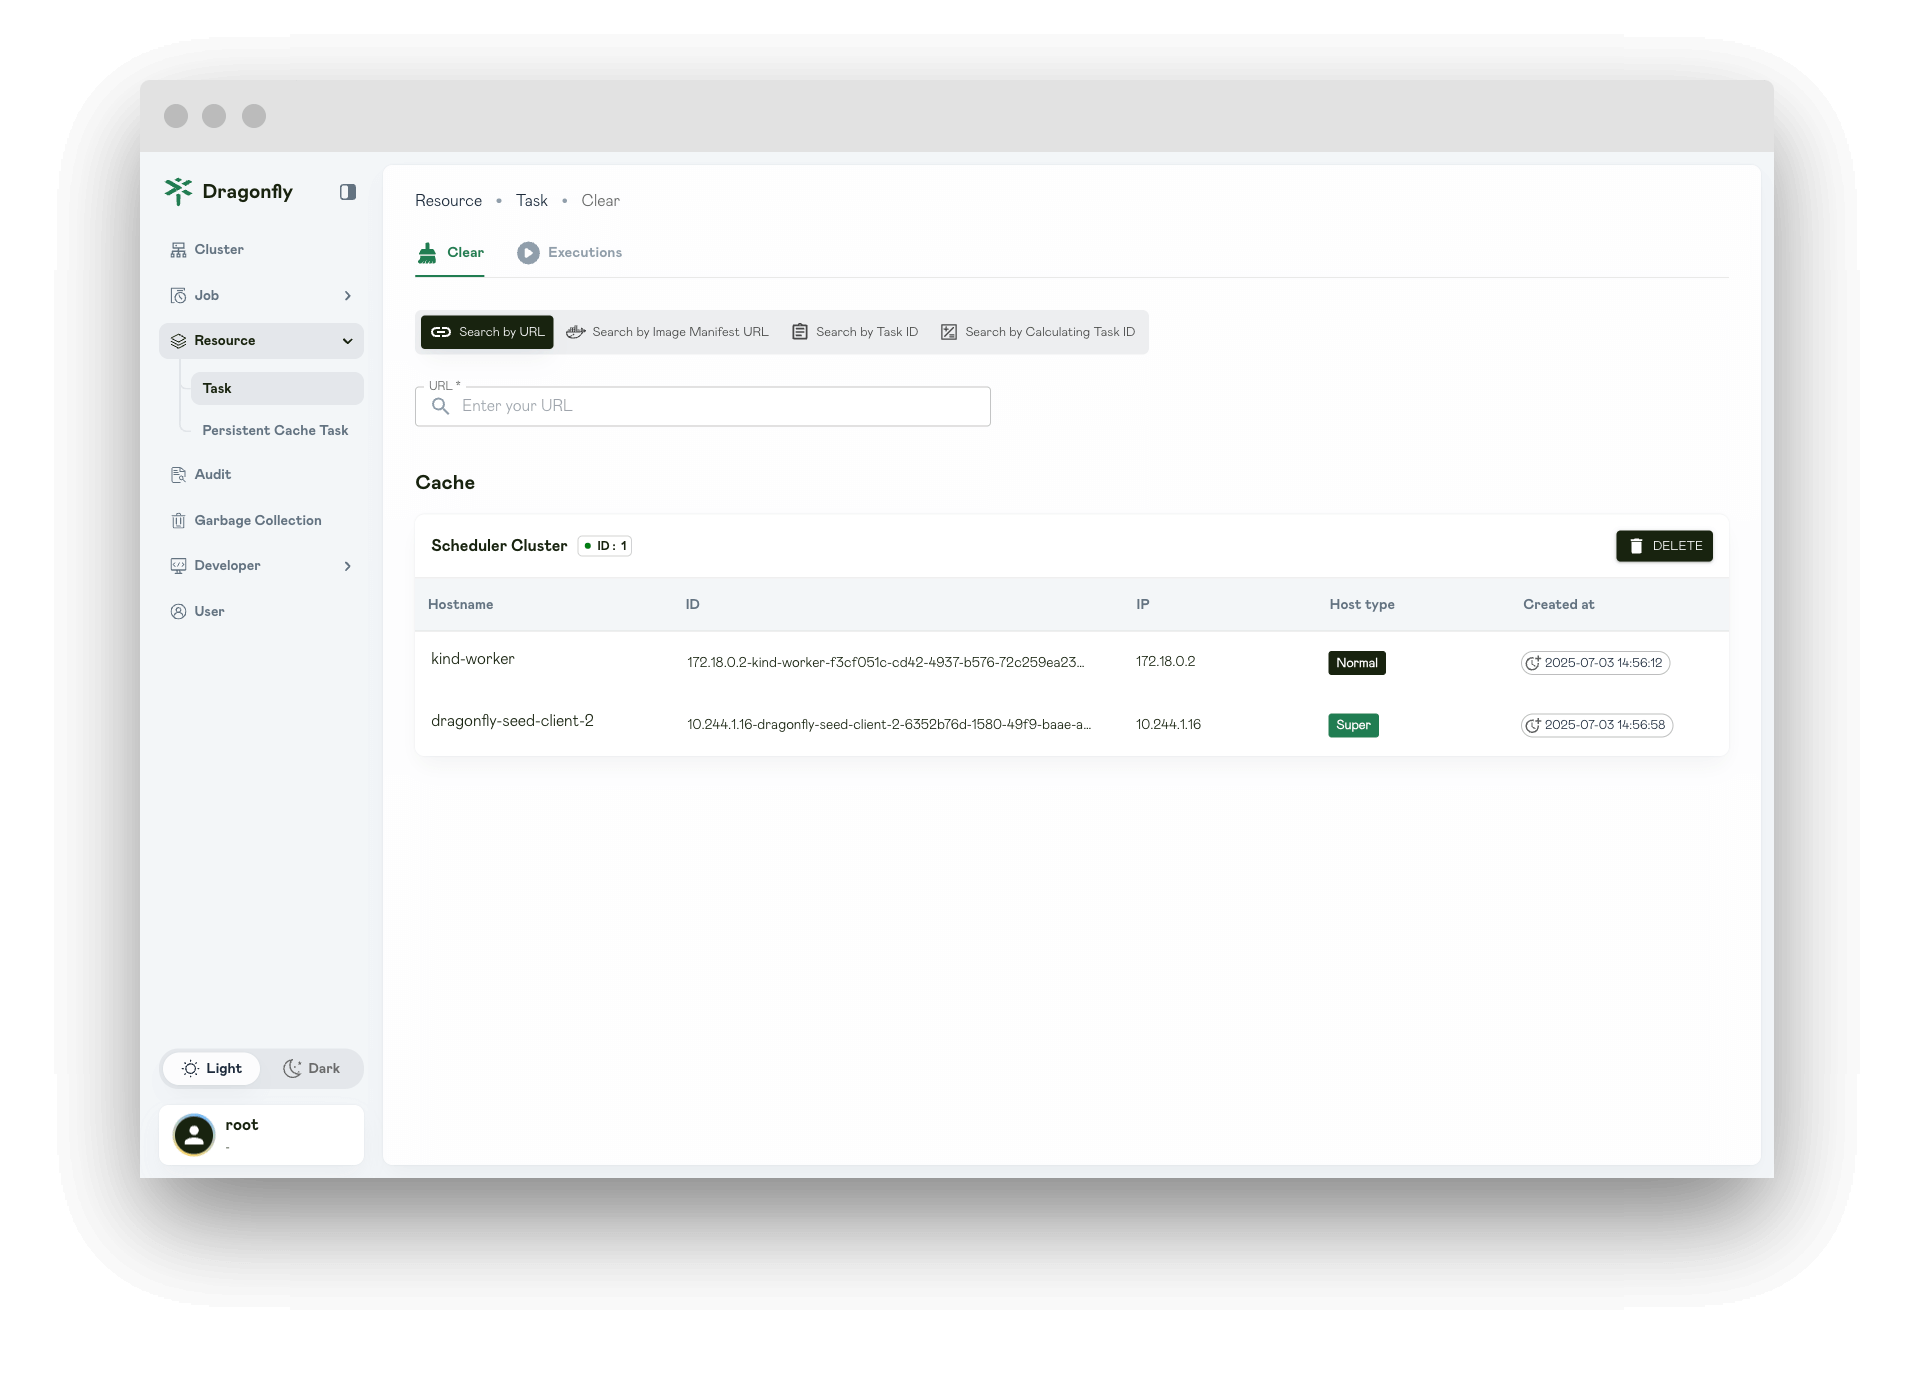 Dragonfly
Cluster
Job
Resource
Task
Persistent Cache Task
Audit
Garbage Collection
Developer
User
Light
Dark
root
-
Resource • Task • Clear
Clear
Executions
Search by URL
Search by Image Manifest URL
Search by Task ID
Search by Calculating Task ID
URL *
Enter your URL
Cache
Scheduler Cluster
ID : 1
DELETE
Hostname ID IP Host type Created at
kind-worker 172.18.0.2-kind-worker-f3cf051c-cd42-4937-b576-72c259ea23... 172.18.0.2 Normal 2025-07-03 14:56:12
dragonfly-seed-client-2 10.244.1.16-dragonfly-seed-client-2-6352b76d-1580-49f9-baae-a... 10.244.1.16 Super 2025-07-03 14:56:58